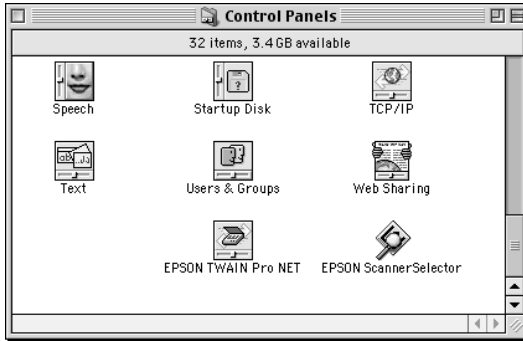 Control Panels
32 items, 3.4 GB available
Speech
Startup Disk
TCP/IP
Text
Users & Groups
Web Sharing
EPSON TWAIN Pro NET
EPSON ScannerSelector